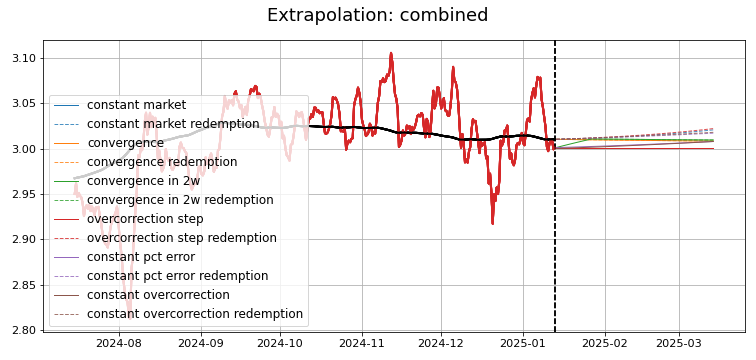 Extrapolation: combined
3.10
3.05
3.00
2.95
2.90
2.85
2.80
constant market
constant market redemption
convergence
convergence redemption
convergence in 2w
convergence in 2w redemption
overcorrection step
overcorrection step redemption
constant pct error
constant pct error redemption
constant overcorrection
constant overcorrection redemption
2024-08 2024-09 2024-10 2024-11 2024-12 2025-01 2025-02 2025-03